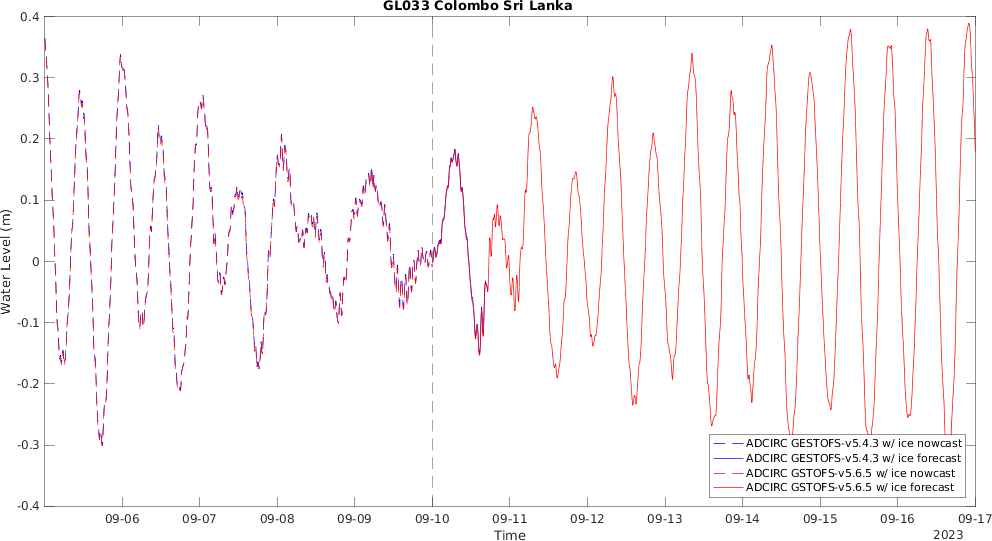 GL033 Colombo Sri Lanka
0.4
0.3
0.2
0.1
0
-0.1
-0.2
-0.3
-0.4
Water Level (m)
ADCIRC GESTOFS-v5.4.3 w/ ice nowcast
ADCIRC GESTOFS-v5.4.3 w/ ice forecast
ADCIRC GSTOFS-v5.6.5 w/ ice nowcast
ADCIRC GSTOFS-v5.6.5 w/ ice forecast
09-06 09-07 09-08 09-09 09-10 09-11 09-12 09-13 09-14 09-15 09-16 09-17
Time
2023